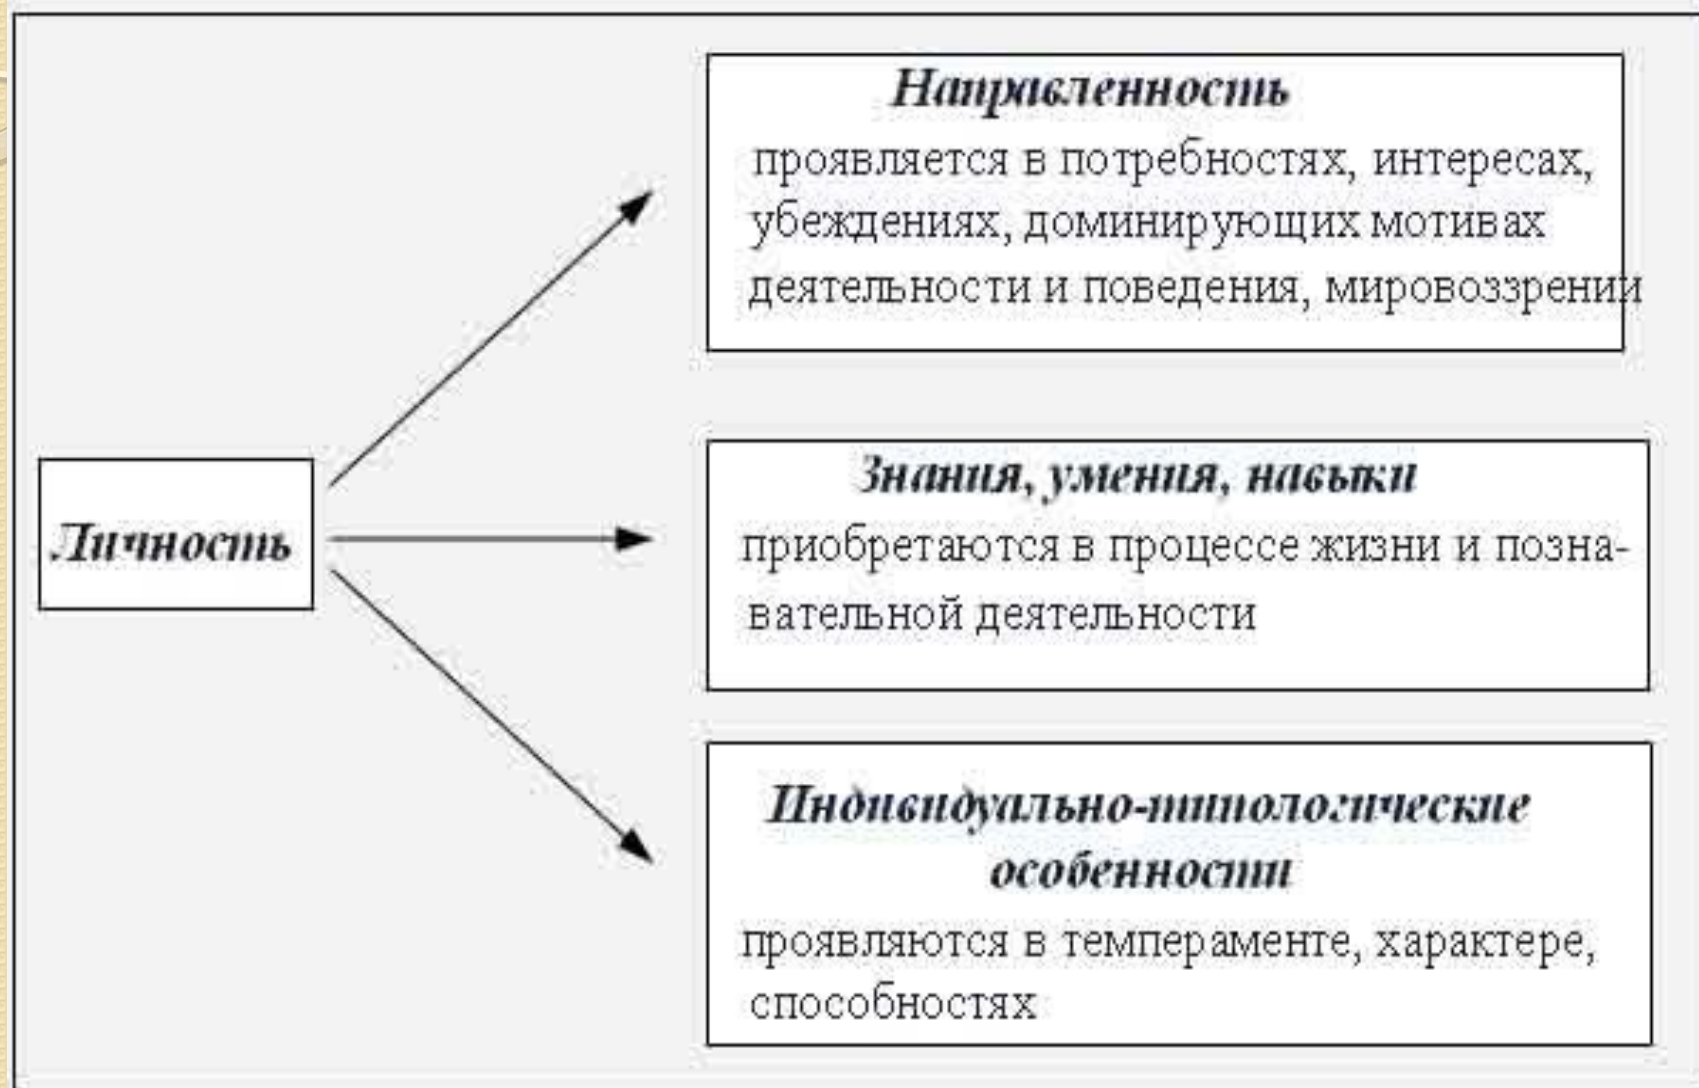 Направленность
проявляется в потребностях, интересах,
убеждениях, доминирующих мотивах
деятельности и поведения, мировоззрении
Личность
Знания, умения, навыки
приобретаются в процессе жизни и позна-
вательной деятельности
Индивидуально-типологические
особенности
проявляются в темпераменте, характере,
способностях